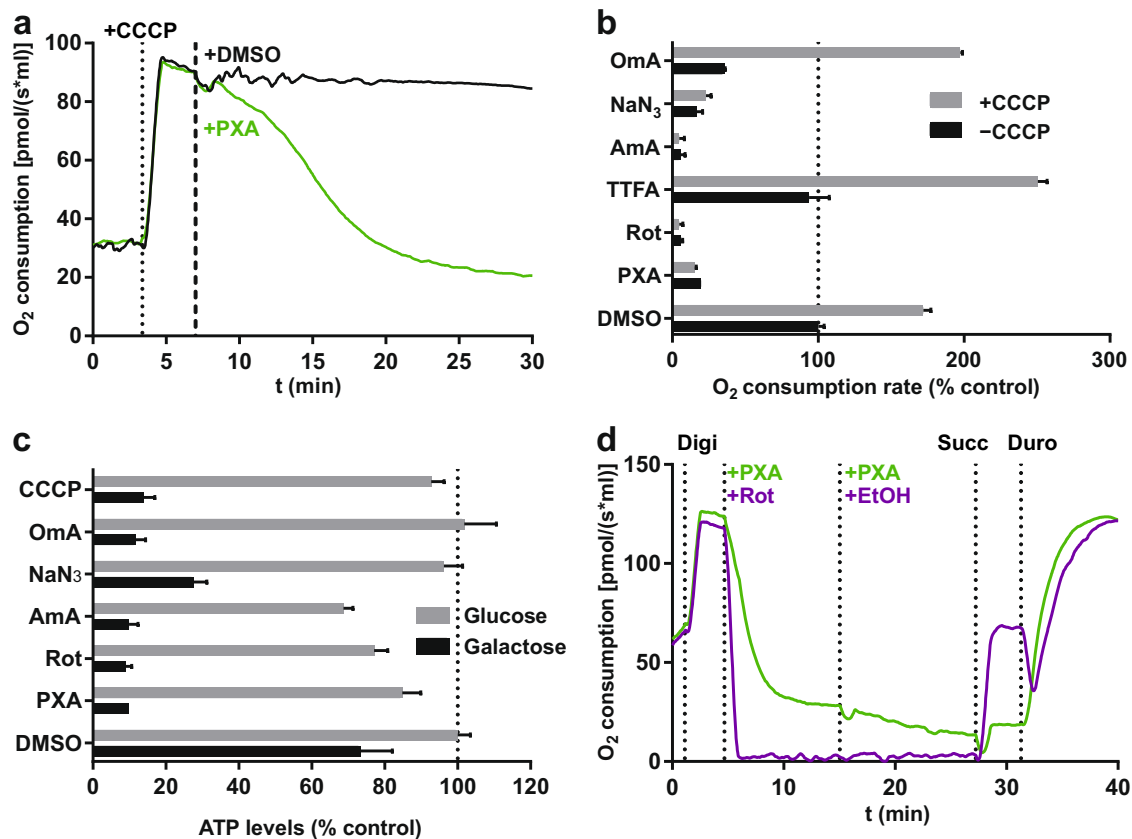 a
+CCCP
+DMSO
+PXA
O₂ consumption [pmol/(s*ml)]
100
80
60
40
20
0
0 5 10 15 20 25 30
t (min)
b
OmA
NaN₃
AmA
TTFA
Rot
PXA
DMSO
+CCCP
−CCCP
0 100 200 300
O₂ consumption rate (% control)
c
CCCP
OmA
NaN₃
AmA
Rot
PXA
DMSO
Glucose
Galactose
0 20 40 60 80 100 120
ATP levels (% control)
d
Digi Succ Duro
+PXA +PXA
+Rot +EtOH
O₂ consumption [pmol/(s*ml)]
150
100
50
0
0 10 20 30 40
t (min)